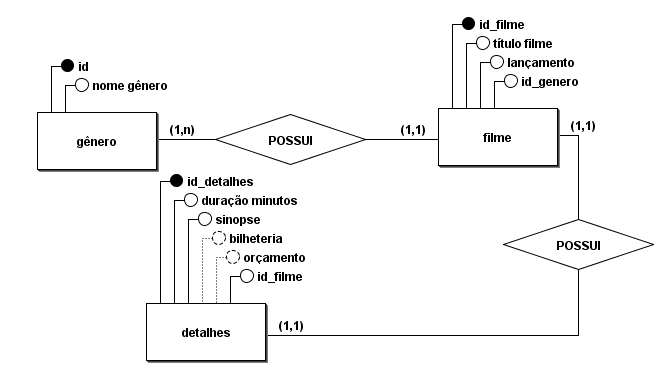 id_filme
título filme
lançamento
id_genero
id
nome gênero
gênero
(1,n)
POSSUI
(1,1)
filme
(1,1)
id_detalhes
duração minutos
sinopse
bilheteria
orçamento
id_filme
POSSUI
detalhes
(1,1)